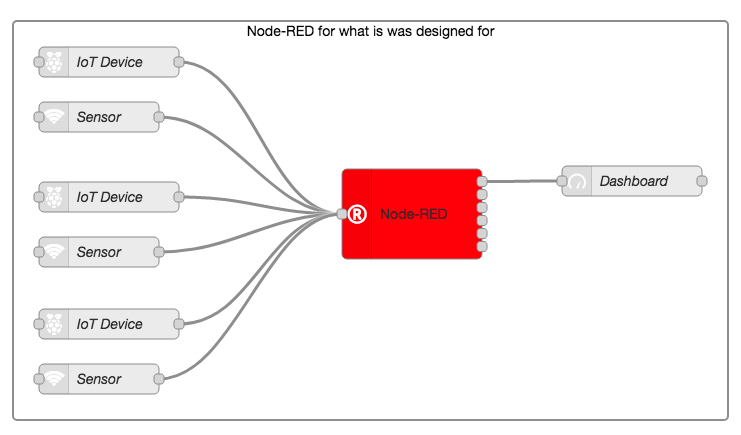 Node-RED for what is was designed for
IoT Device
Sensor
IoT Device
Sensor
IoT Device
Sensor
® Node-RED
Dashboard